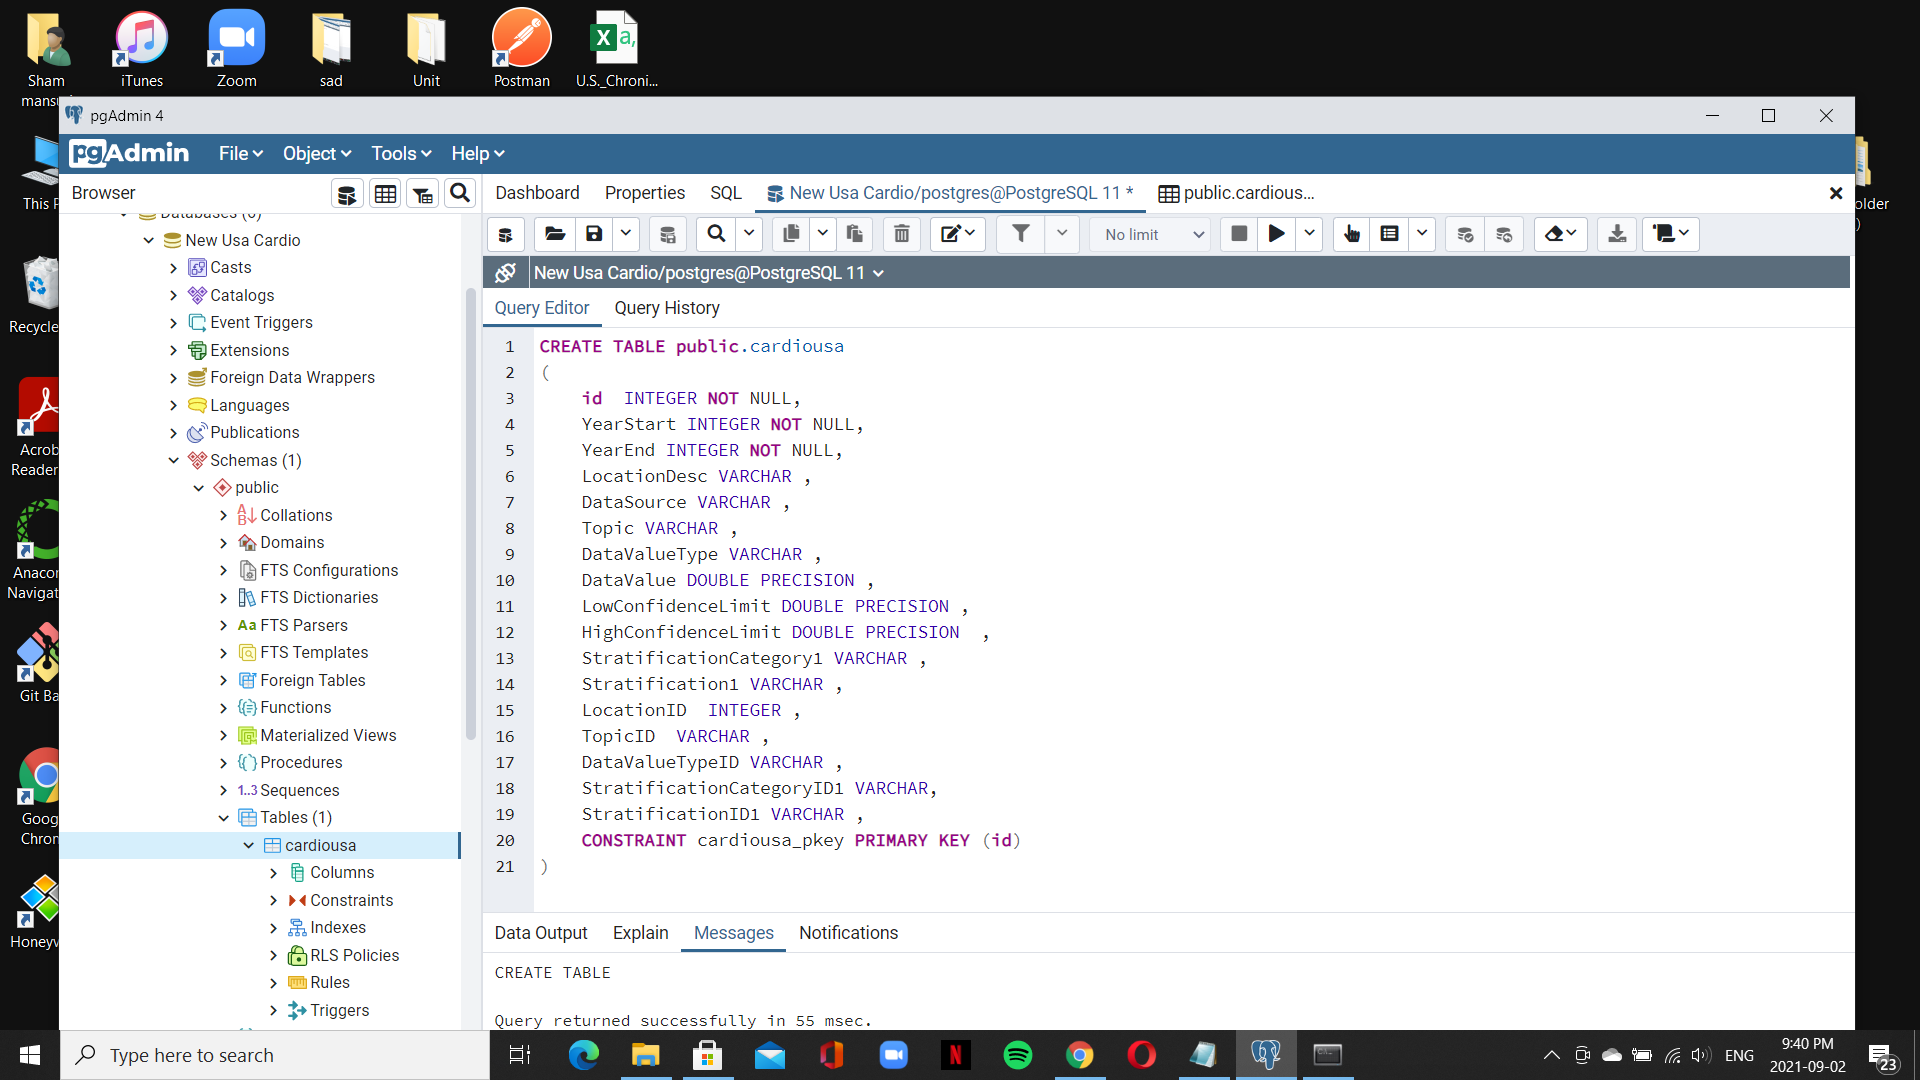 Sham
mansu
iTunes
Zoom
sad
Unit
Postman
U.S._Chroni...
This P
Recycle
Acrob
Reader
Anacon
Navigat
Git Ba
Goog
Chron
Honeyv
older
)
pgAdmin 4
pgAdmin File Object Tools Help
Browser
Dashboard Properties SQL New Usa Cardio/postgres@PostgreSQL 11 * public.cardious...
No limit
New Usa Cardio/postgres@PostgreSQL 11
Query Editor Query History
Databases (6)
New Usa Cardio
Casts
Catalogs
Event Triggers
Extensions
Foreign Data Wrappers
Languages
Publications
Schemas (1)
public
Collations
Domains
FTS Configurations
FTS Dictionaries
Aa FTS Parsers
FTS Templates
Foreign Tables
Functions
Materialized Views
Procedures
1..3 Sequences
Tables (1)
cardiousa
Columns
Constraints
Indexes
RLS Policies
Rules
Triggers
1 CREATE TABLE public.cardiousa
2 (
3 id  INTEGER NOT NULL,
4 YearStart INTEGER NOT NULL,
5 YearEnd INTEGER NOT NULL,
6 LocationDesc VARCHAR ,
7 DataSource VARCHAR ,
8 Topic VARCHAR ,
9 DataValueType VARCHAR ,
10 DataValue DOUBLE PRECISION ,
11 LowConfidenceLimit DOUBLE PRECISION ,
12 HighConfidenceLimit DOUBLE PRECISION  ,
13 StratificationCategory1 VARCHAR ,
14 Stratification1 VARCHAR ,
15 LocationID  INTEGER ,
16 TopicID  VARCHAR ,
17 DataValueTypeID VARCHAR ,
18 StratificationCategoryID1 VARCHAR,
19 StratificationID1 VARCHAR ,
20 CONSTRAINT cardiousa_pkey PRIMARY KEY (id)
21 )
Data Output Explain Messages Notifications
CREATE TABLE
Query returned successfully in 55 msec.
Type here to search
ENG
9:40 PM
2021-09-02
23